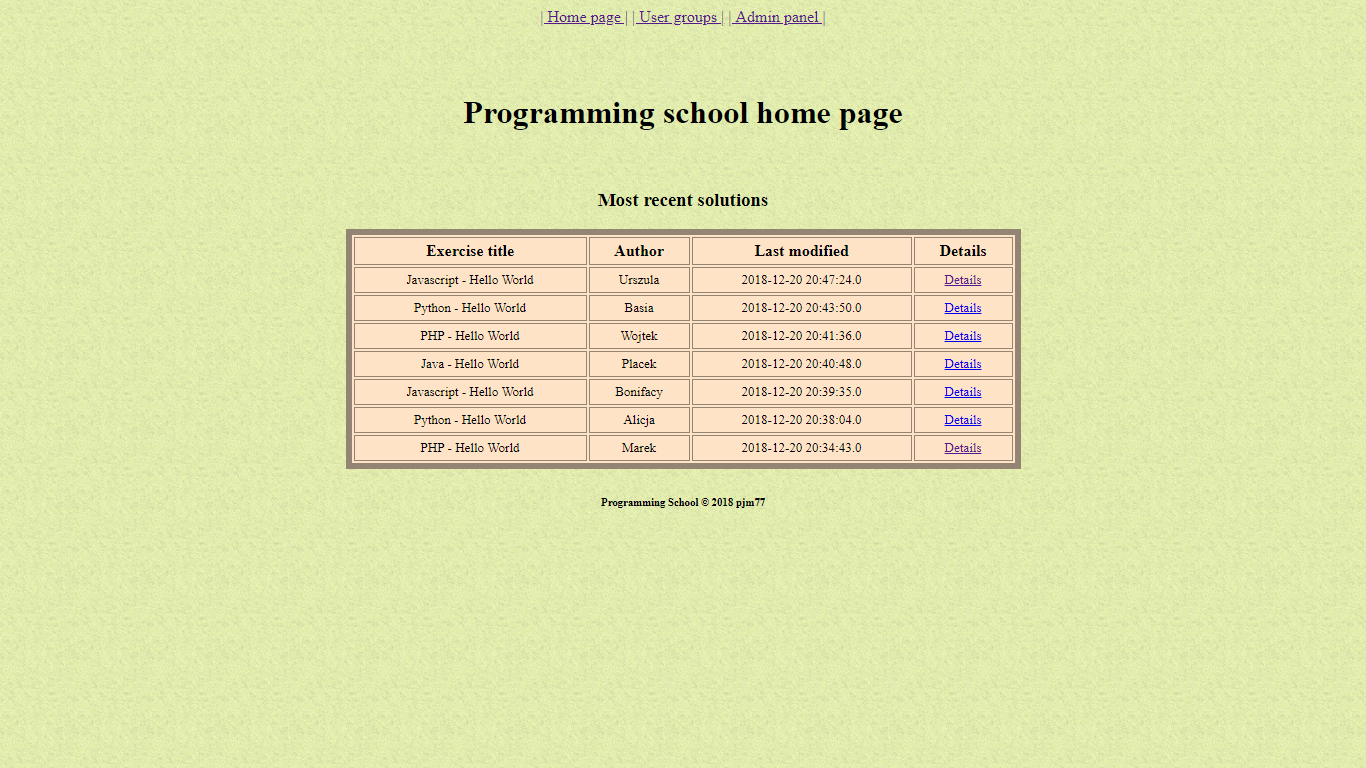 | Home page | | User groups | | Admin panel |
Programming school home page
Most recent solutions
Exercise title Author Last modified Details
Javascript - Hello World Urszula 2018-12-20 20:47:24.0 Details
Python - Hello World Basia 2018-12-20 20:43:50.0 Details
PHP - Hello World Wojtek 2018-12-20 20:41:36.0 Details
Java - Hello World Placek 2018-12-20 20:40:48.0 Details
Javascript - Hello World Bonifacy 2018-12-20 20:39:35.0 Details
Python - Hello World Alicja 2018-12-20 20:38:04.0 Details
PHP - Hello World Marek 2018-12-20 20:34:43.0 Details
Programming School © 2018 pjm77